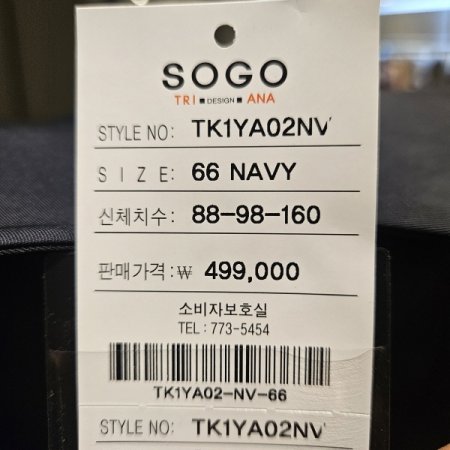 SOGO
TRI ■ DESIGN ■ ANA
STYLE NO: TK1YA02NV
S I Z E: 66 NAVY
신체치수: 88-98-160
판매가격:₩ 499,000
소비자보호실
TEL : 773-5454
TK1YA02-NV-66
STYLE NO: TK1YA02NV